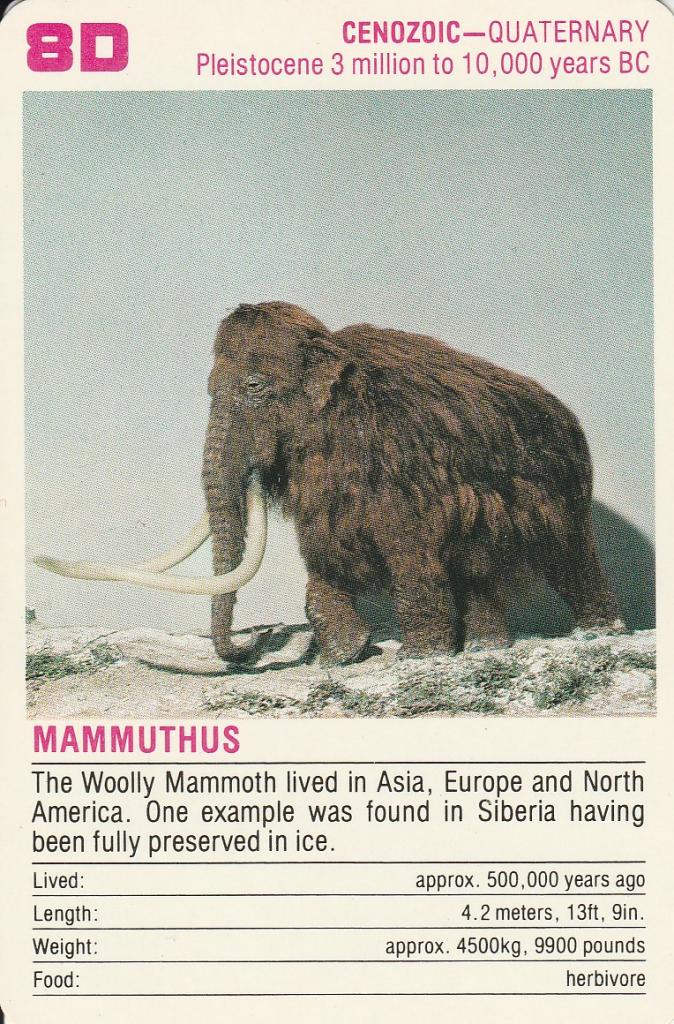 8D
CENOZOIC—QUATERNARY
Pleistocene 3 million to 10,000 years BC
MAMMUTHUS
The Woolly Mammoth lived in Asia, Europe and North
America. One example was found in Siberia having
been fully preserved in ice.
Lived: approx. 500,000 years ago
Length: 4.2 meters, 13ft, 9in.
Weight: approx. 4500kg, 9900 pounds
Food: herbivore